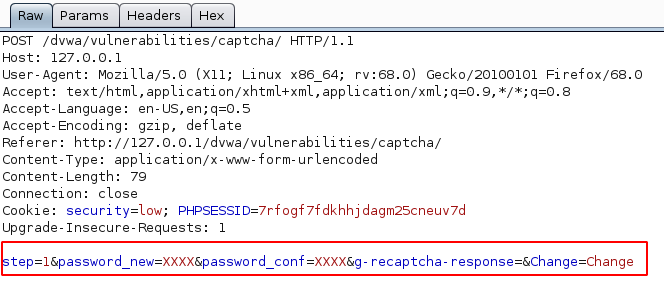 Raw Params Headers Hex
POST /dvwa/vulnerabilities/captcha/ HTTP/1.1
Host: 127.0.0.1
User-Agent: Mozilla/5.0 (X11; Linux x86_64; rv:68.0) Gecko/20100101 Firefox/68.0
Accept: text/html,application/xhtml+xml,application/xml;q=0.9,*/*;q=0.8
Accept-Language: en-US,en;q=0.5
Accept-Encoding: gzip, deflate
Referer: http://127.0.0.1/dvwa/vulnerabilities/captcha/
Content-Type: application/x-www-form-urlencoded
Content-Length: 79
Connection: close
Cookie: security=low; PHPSESSID=7rfogf7fdkhhjdagm25cneuv7d
Upgrade-Insecure-Requests: 1
step=1&password_new=XXXX&password_conf=XXXX&g-recaptcha-response=&Change=Change